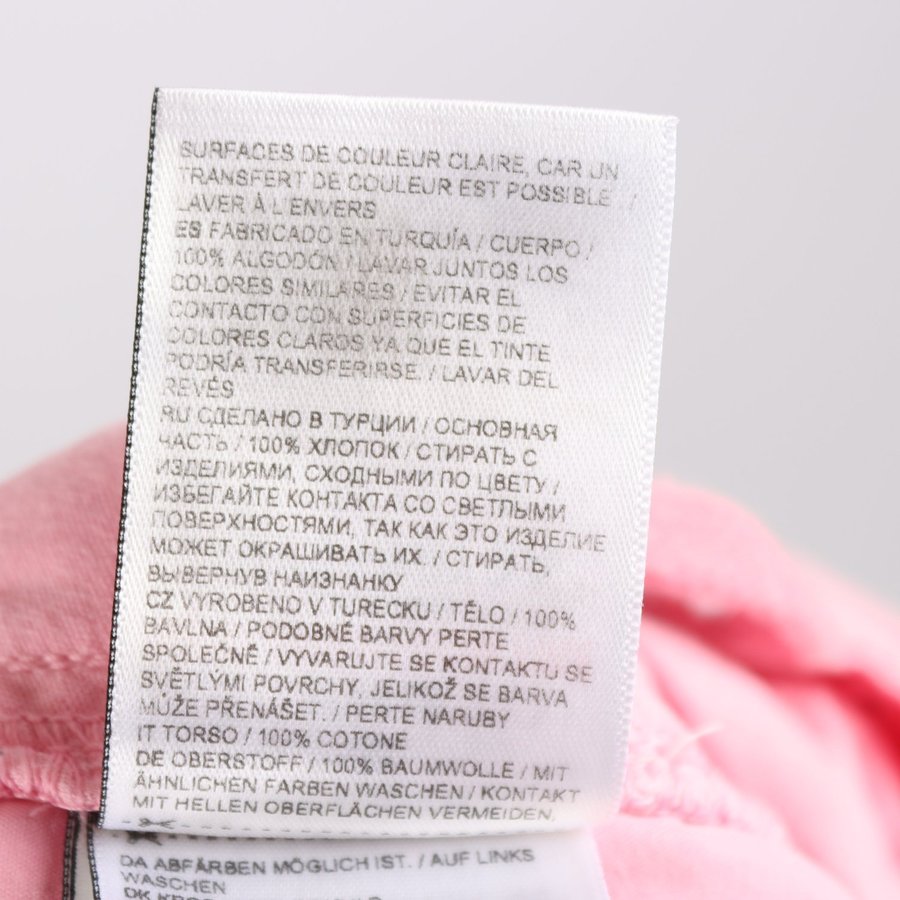 SURFACES DE COULEUR CLAIRE, CAR UN
TRANSFERT DE COULEUR EST POSSIBLE /
LAVER À L'ENVERS
ES FABRICADO EN TURQUÍA / CUERPO /
100% ALGODÓN / LAVAR JUNTOS LOS
COLORES SIMILARES / EVITAR EL
CONTACTO CON SUPERFICIES DE
COLORES CLAROS YA QUE EL TINTE
PODRÍA TRANSFERIRSE. / LAVAR DEL
REVÉS
RU СДЕЛАНО В ТУРЦИИ / ОСНОВНАЯ
ЧАСТЬ / 100% ХЛОПОК / СТИРАТЬ С
ИЗДЕЛИЯМИ, СХОДНЫМИ ПО ЦВЕТУ /
ИЗБЕГАЙТЕ КОНТАКТА СО СВЕТЛЫМИ
ПОВЕРХНОСТЯМИ, ТАК КАК ЭТО ИЗДЕЛИЕ
МОЖЕТ ОКРАШИВАТЬ ИХ. / СТИРАТЬ,
ВЫВЕРНУВ НАИЗНАНКУ
CZ VYROBENO V TURECKU / TĚLO / 100%
BAVLNA / PODOBNÉ BARVY PERTE
SPOLEČNĚ / VYVARUJTE SE KONTAKTU SE
SVĚTLÝMI POVRCHY, JELIKOŽ SE BARVA
MŮŽE PŘENÁŠET. / PERTE NARUBY
IT TORSO / 100% COTONE
DE OBERSTOFF / 100% BAUMWOLLE / MIT
ÄHNLICHEN FARBEN WASCHEN / KONTAKT
MIT HELLEN OBERFLÄCHEN VERMEIDEN,
DA ABFÄRBEN MÖGLICH IST. / AUF LINKS
WASCHEN
DK